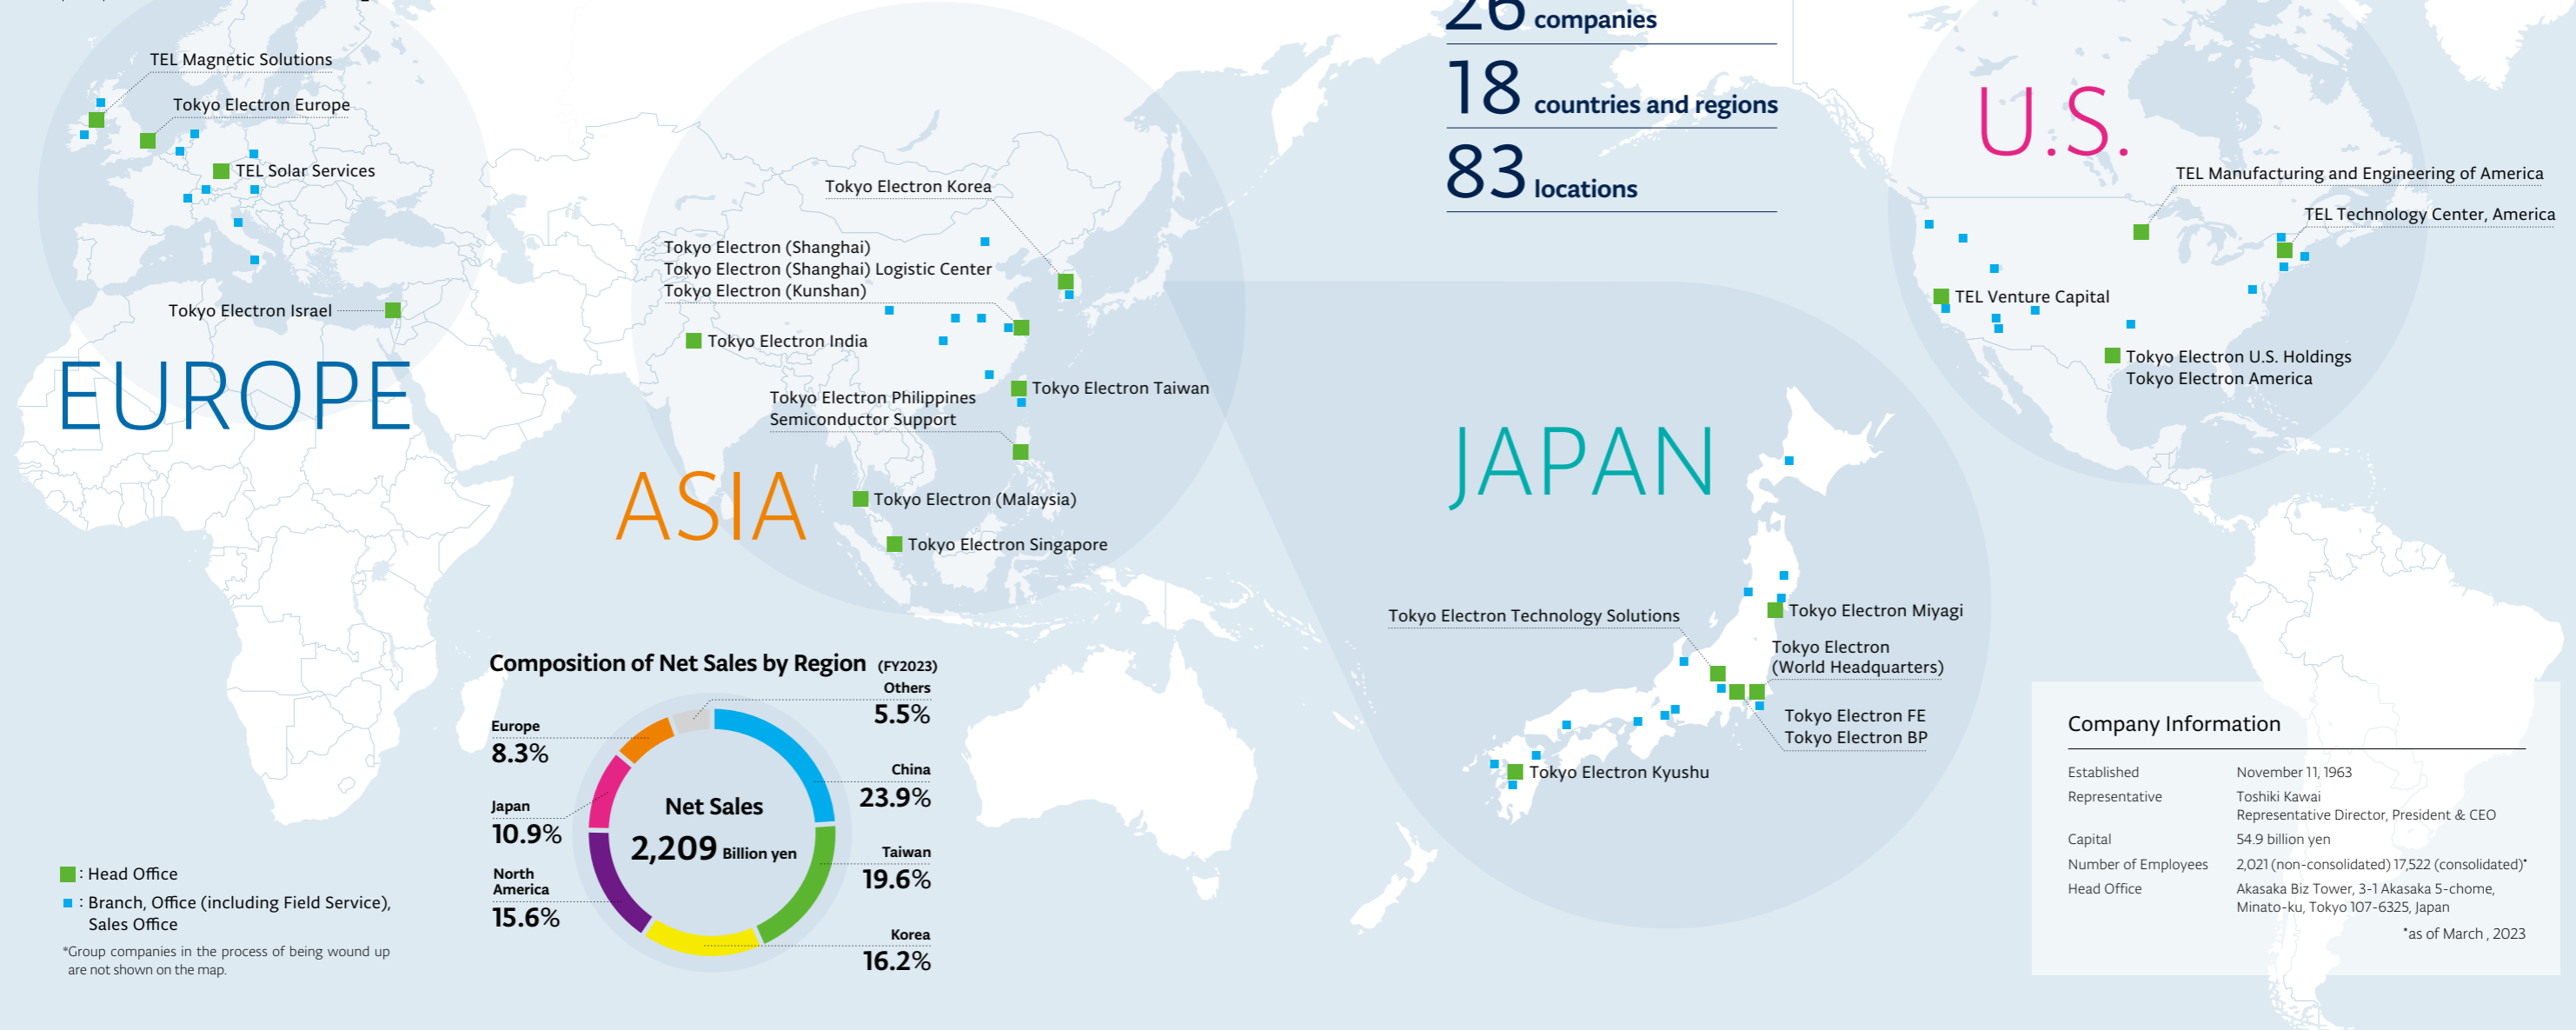 26 companies
18 countries and regions
83 locations
TEL Magnetic Solutions
Tokyo Electron Europe
TEL Solar Services
Tokyo Electron Israel
EUROPE
Tokyo Electron Korea
Tokyo Electron (Shanghai)
Tokyo Electron (Shanghai) Logistic Center
Tokyo Electron (Kunshan)
Tokyo Electron India
Tokyo Electron Taiwan
Tokyo Electron Philippines
Semiconductor Support
Tokyo Electron (Malaysia)
Tokyo Electron Singapore
ASIA
U.S.
TEL Manufacturing and Engineering of America
TEL Technology Center, America
TEL Venture Capital
Tokyo Electron U.S. Holdings
Tokyo Electron America
JAPAN
Tokyo Electron Technology Solutions
Tokyo Electron Miyagi
Tokyo Electron
(World Headquarters)
Tokyo Electron FE
Tokyo Electron BP
Tokyo Electron Kyushu
Composition of Net Sales by Region (FY2023)
Others
5.5%
Europe
8.3%
China
23.9%
Japan
10.9%
Net Sales
2,209 Billion yen
Taiwan
19.6%
North
America
15.6%
Korea
16.2%
: Head Office
: Branch, Office (including Field Service),
Sales Office
*Group companies in the process of being wound up
are not shown on the map.
Company Information
Established November 11, 1963
Representative Toshiki Kawai
Representative Director, President & CEO
Capital 54.9 billion yen
Number of Employees 2,021 (non-consolidated) 17,522 (consolidated)*
Head Office Akasaka Biz Tower, 3-1 Akasaka 5-chome,
Minato-ku, Tokyo 107-6325, Japan
*as of March , 2023